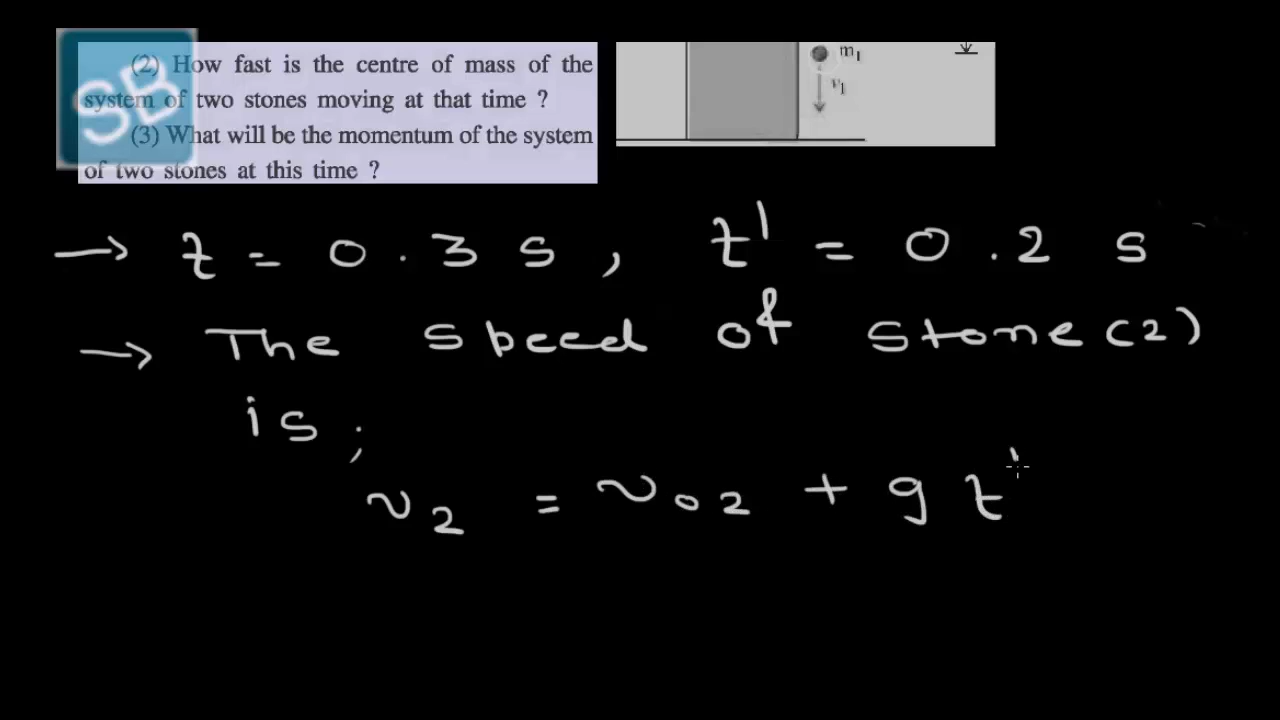 (2) How fast is the centre of mass of the
system of two stones moving at that time ?
(3) What will be the momentum of the system
of two stones at this time ?
SB
m₁
v₁
→ t = 0.3 s, t' = 0.2 s
→ The speed of stone (2)
is;
v₂ = v₀₂ + g t'